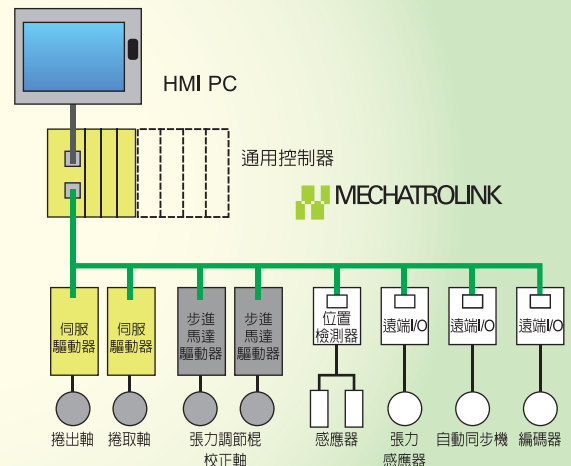 HMI PC
通用控制器
MECHATROLINK
伺服
驅動器
伺服
驅動器
步進
馬達
驅動器
步進
馬達
驅動器
位置
檢測器
遠端I/O
遠端I/O
遠端I/O
捲出軸
捲取軸
張力調節棍
校正軸
感應器
張力
感應器
自動同步機
編碼器